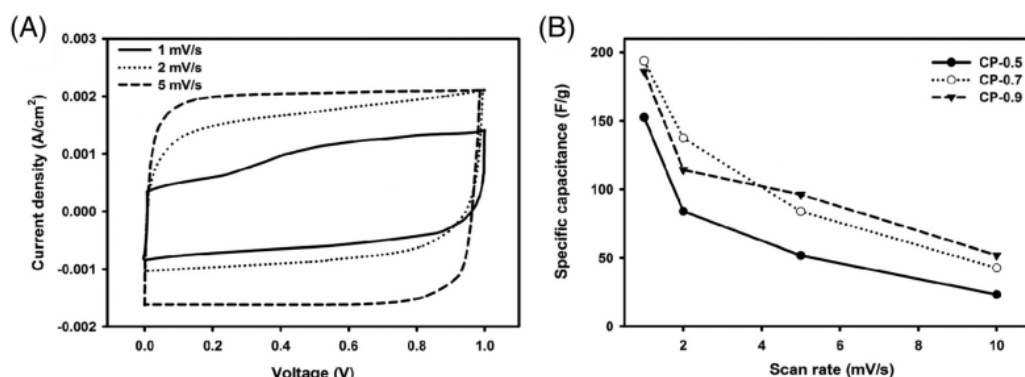 (A)
0.003
0.002
0.001
0.000
-0.001
-0.002
Current density (A/cm²)
1 mV/s
2 mV/s
5 mV/s
0.0 0.2 0.4 0.6 0.8 1.0
Voltage (V)
(B)
200
150
100
50
0
Specific capacitance (F/g)
CP-0.5
CP-0.7
CP-0.9
2 4 6 8 10
Scan rate (mV/s)